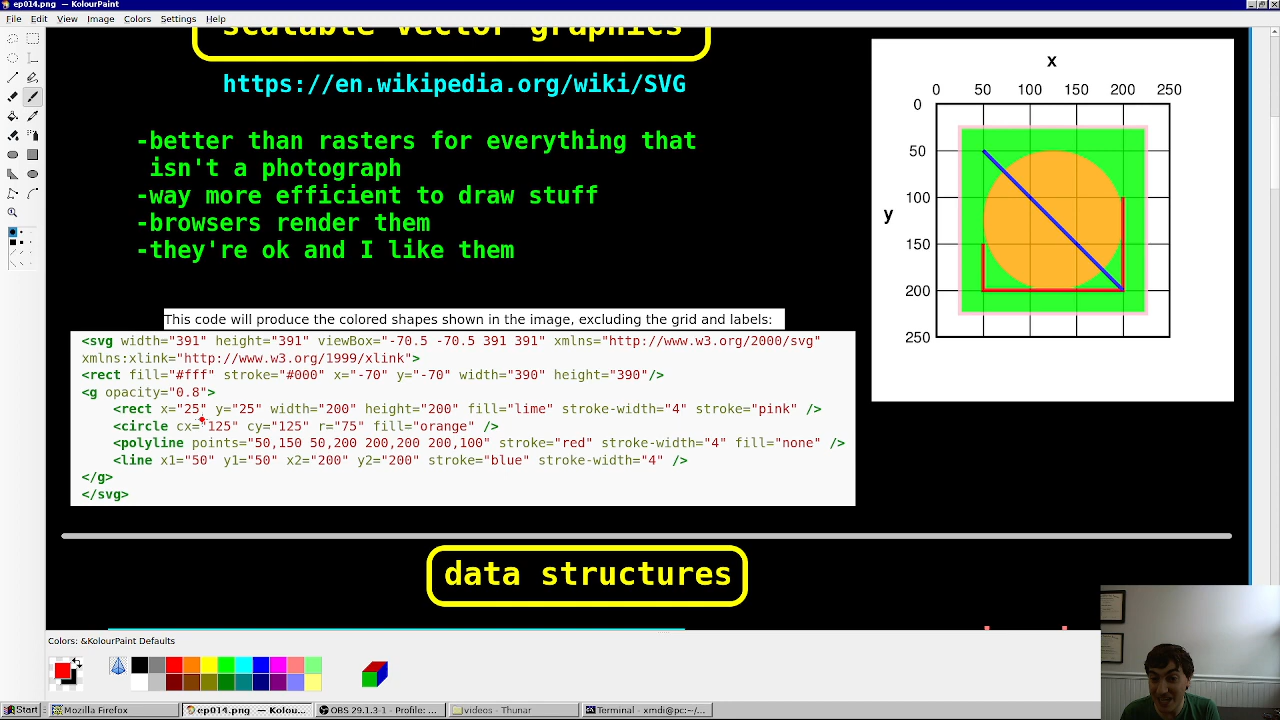 ep014.png — KolourPaint
File Edit View Image Colors Settings Help
scalable vector graphics
https://en.wikipedia.org/wiki/SVG
-better than rasters for everything that
isn't a photograph
-way more efficient to draw stuff
-browsers render them
-they're ok and I like them
x
0 50 100 150 200 250
0
50
100
y
150
200
250
This code will produce the colored shapes shown in the image, excluding the grid and labels:
<svg width="391" height="391" viewBox="-70.5 -70.5 391 391" xmlns="http://www.w3.org/2000/svg"
xmlns:xlink="http://www.w3.org/1999/xlink">
<rect fill="#fff" stroke="#000" x="-70" y="-70" width="390" height="390"/>
<g opacity="0.8">
<rect x="25" y="25" width="200" height="200" fill="lime" stroke-width="4" stroke="pink" />
<circle cx="125" cy="125" r="75" fill="orange" />
<polyline points="50,150 50,200 200,200 200,100" stroke="red" stroke-width="4" fill="none" />
<line x1="50" y1="50" x2="200" y2="200" stroke="blue" stroke-width="4" />
</g>
</svg>
data structures
Colors: &KolourPaint Defaults
Start Mozilla Firefox ep014.png — Kolou... OBS 29.1.3-1 - Profile: ... videos - Thunar Terminal - xmdi@pc:~/...